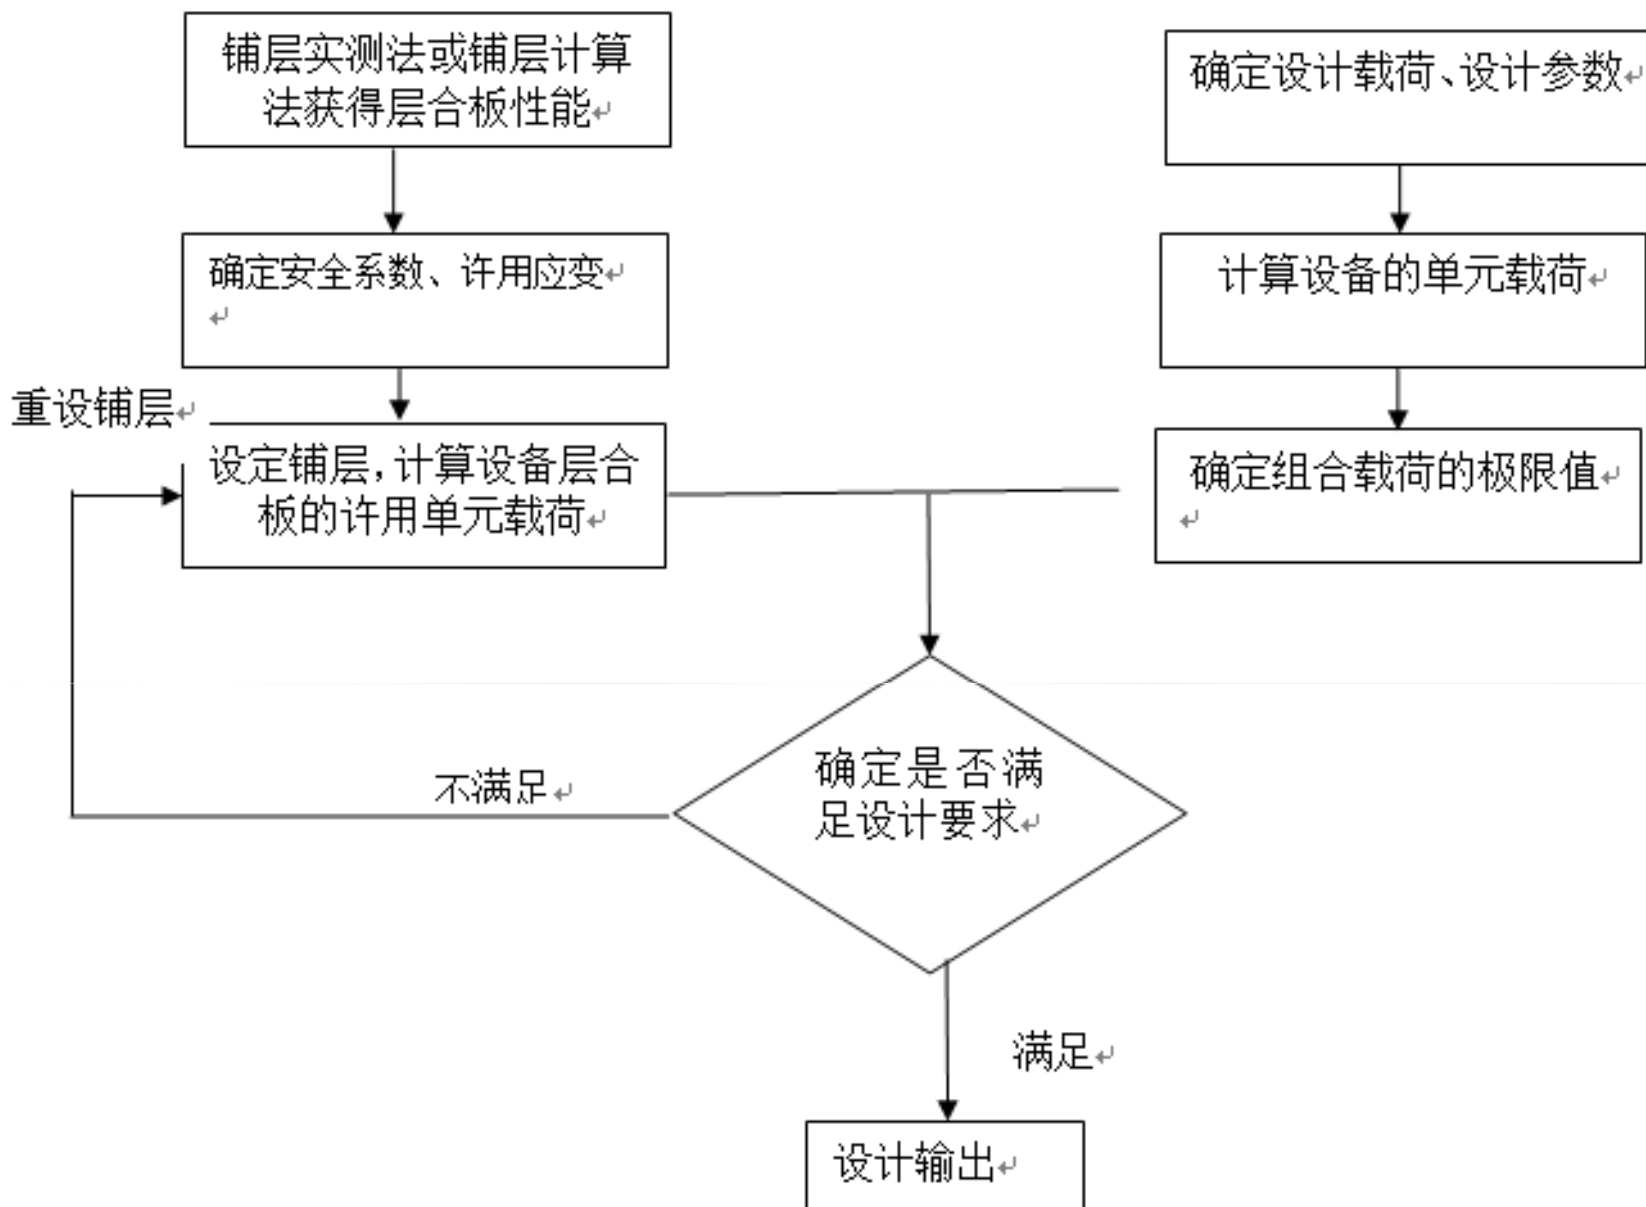 铺层实测法或铺层计算
法获得层合板性能
确定设计载荷、设计参数
确定安全系数、许用应变
计算设备的单元载荷
重设铺层
设定铺层,计算设备层合
板的许用单元载荷
确定组合载荷的极限值
确定是否满
足设计要求
不满足
满足
设计输出